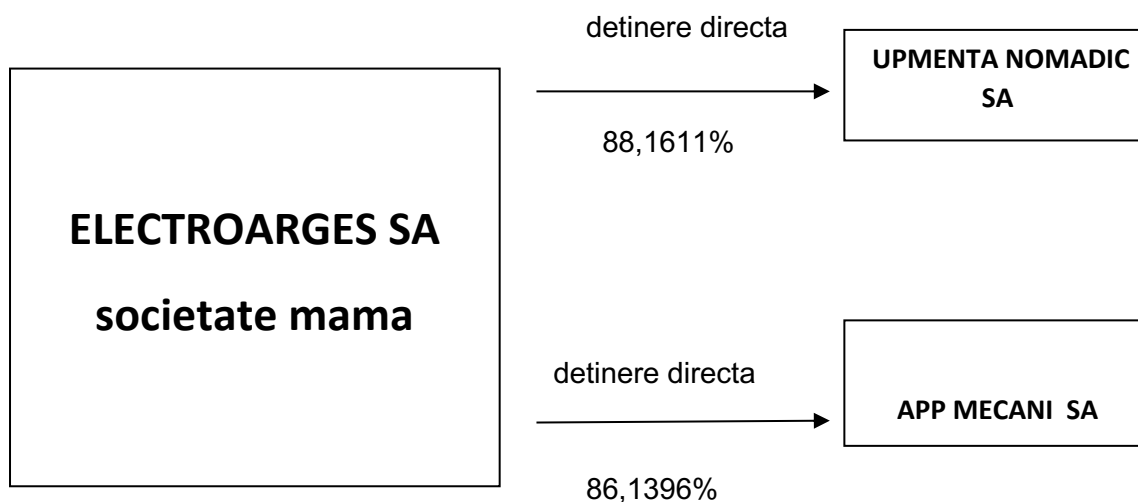 ELECTROARGES SA
societate mama
detinere directa
88,1611%
UPMENTA NOMADIC
SA
detinere directa
86,1396%
APP MECANI SA